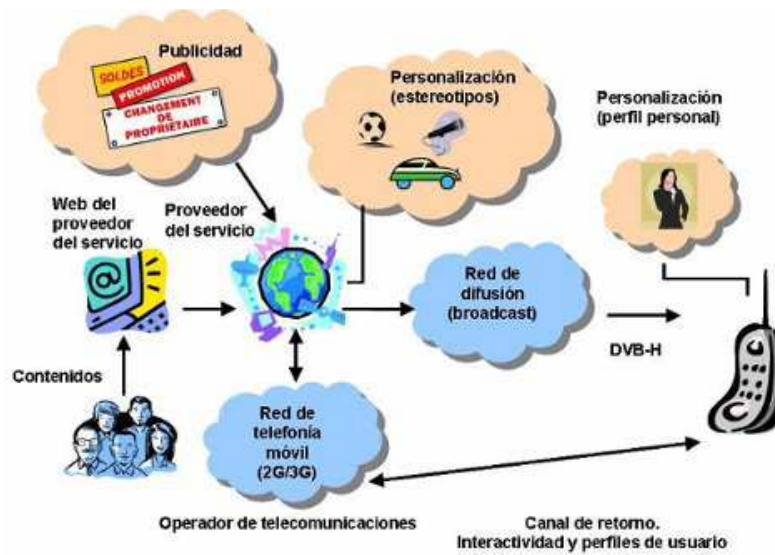 Publicidad
SOLDES
PROMOTION
CHANGEMENT
DE
PROPRIÉTAIRE
Personalización
(estereotipos)
Personalización
(perfil personal)
Web del
proveedor
del servicio
Proveedor
del servicio
@
Red de
difusión
(broadcast)
DVB-H
Contenidos
Red de
telefonía
móvil
(2G/3G)
Operador de telecomunicaciones
Canal de retorno.
Interactividad y perfiles de usuario